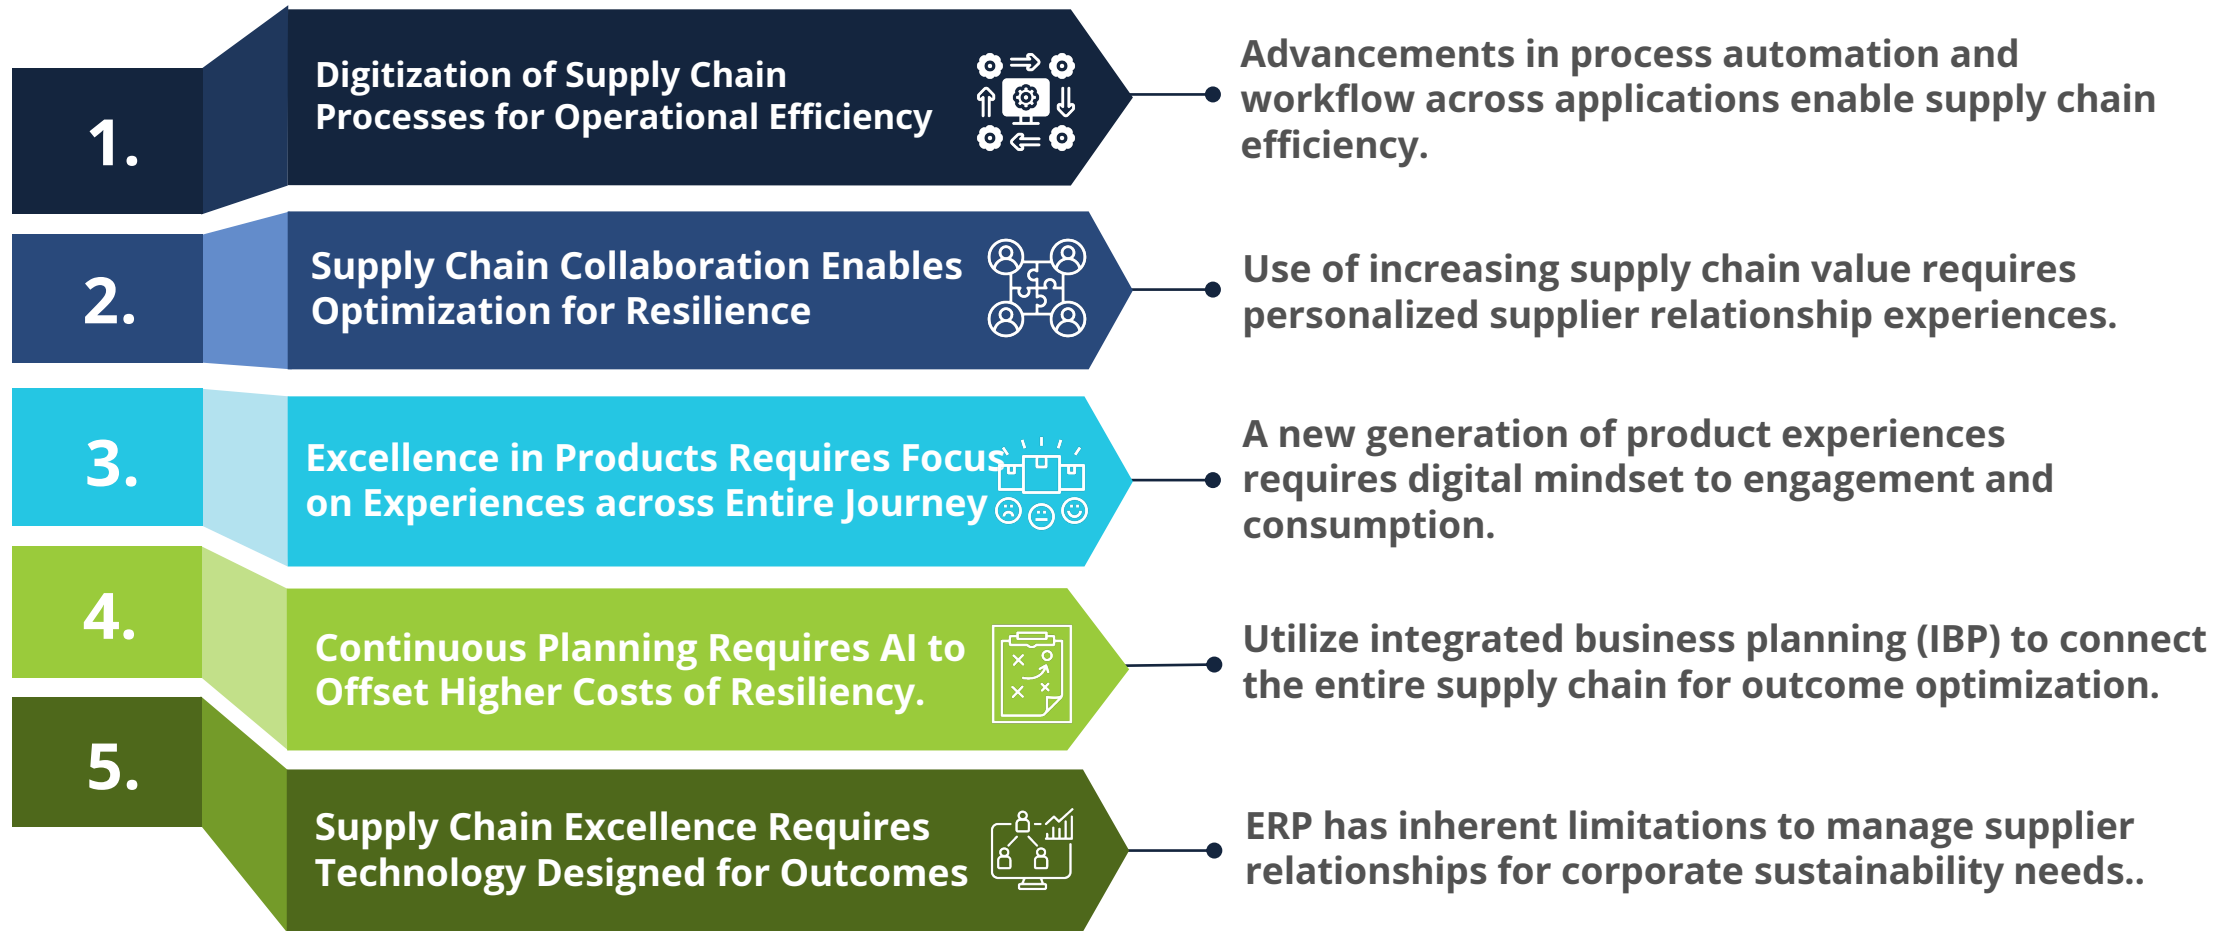 1.
Digitization of Supply Chain
Processes for Operational Efficiency
Advancements in process automation and
workflow across applications enable supply chain
efficiency.
2.
Supply Chain Collaboration Enables
Optimization for Resilience
Use of increasing supply chain value requires
personalized supplier relationship experiences.
3.
Excellence in Products Requires Focus
on Experiences across Entire Journey
A new generation of product experiences
requires digital mindset to engagement and
consumption.
4.
Continuous Planning Requires AI to
Offset Higher Costs of Resiliency.
Utilize integrated business planning (IBP) to connect
the entire supply chain for outcome optimization.
5.
Supply Chain Excellence Requires
Technology Designed for Outcomes
ERP has inherent limitations to manage supplier
relationships for corporate sustainability needs..